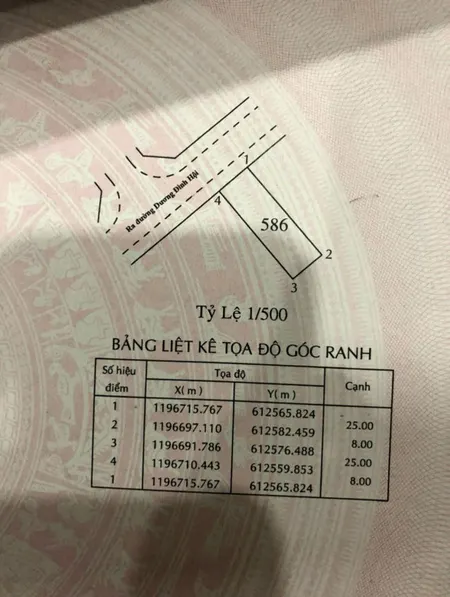 Ra đường Dương Đình Hội
1
4
586
2
3
Tỷ Lệ 1/500
BẢNG LIỆT KÊ TỌA ĐỘ GÓC RANH
Số hiệu điểm Tọa độ Cạnh
X( m ) Y( m )
1 1196715.767 612565.824
25.00
2 1196697.110 612582.459
8.00
3 1196691.786 612576.488
25.00
4 1196710.443 612559.853
8.00
1 1196715.767 612565.824